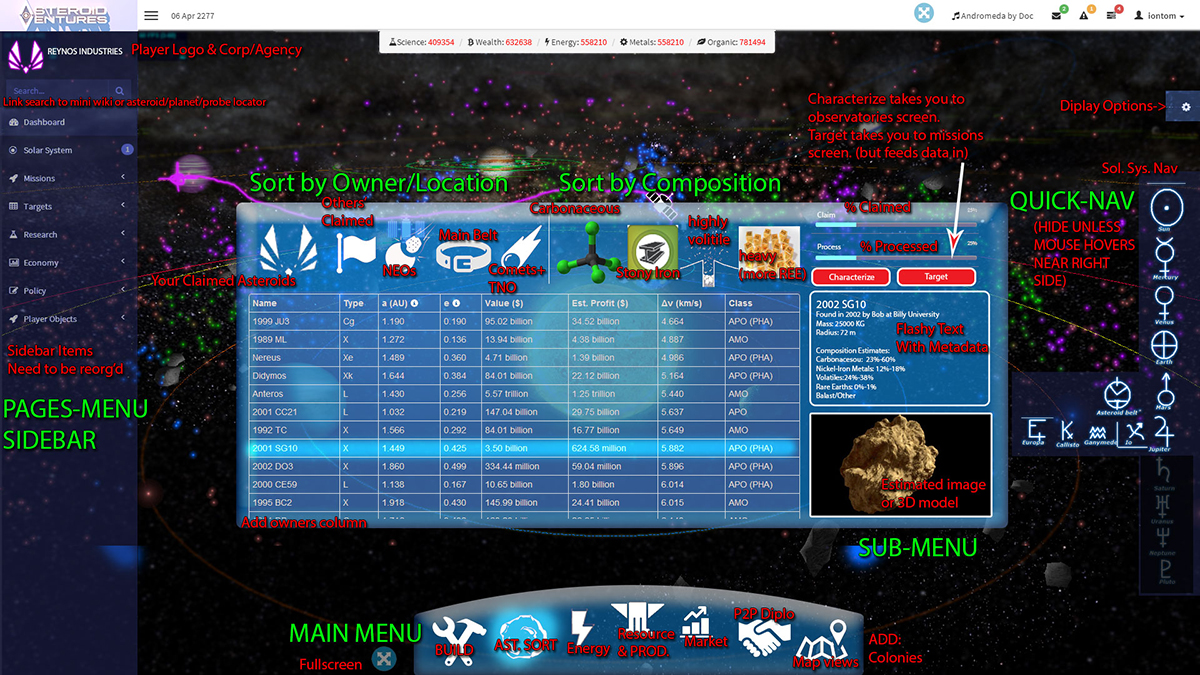 ASTEROID
VENTURES
06 Apr 2277
Andromeda by Doc
2
1
4
iontom
REYNOS INDUSTRIES
Player Logo & Corp/Agency
Science: 409354 / Wealth: 632638 / Energy: 558210 / Metals: 558210 / Organic: 781494
Search...
Link search to mini wiki or asteroid/planet/probe locator
Dashboard
Solar System
1
Missions
Targets
Research
Economy
Policy
Player Objects
Sidebar Items
Need to be reorg'd
PAGES-MENU
SIDEBAR
Characterize takes you to
observatories screen.
Target takes you to missions
screen. (but feeds data in)
Diplay Options->
Sol. Sys. Nav
QUICK-NAV
(HIDE UNLESS
MOUSE HOVERS
NEAR RIGHT
SIDE)
Sort by Owner/Location
Sort by Composition
Others
Claimed
NEOs
Main Belt
Comets+
TNO
Your Claimed Asteroids
Carbonaceous
Stony Iron
highly
volitile
heavy
(more REE)
Claim
% Claimed
Process
% Processed
25%
Characterize
Target
Name Type a (AU) e Value ($) Est. Profit ($) Δv (km/s) Class
1999 JU3 Cg 1.190 0.190 95.02 billion 34.52 billion 4.664 APO (PHA)
1989 ML X 1.272 0.136 13.94 billion 4.38 billion 4.887 AMO
Nereus Xe 1.489 0.360 4.71 billion 1.39 billion 4.986 APO (PHA)
Didymos Xk 1.644 0.384 84.01 billion 22.12 billion 5.164 APO (PHA)
Anteros L 1.430 0.256 5.57 trillion 1.25 trillion 5.440 AMO
2001 CC21 L 1.032 0.219 147.04 billion 29.75 billion 5.637 APO
1992 TC X 1.566 0.292 84.01 billion 16.77 billion 5.649 AMO
2001 SG10 X 1.449 0.425 3.50 billion 624.58 million 5.882 APO (PHA)
2002 DO3 X 1.860 0.499 334.44 million 59.04 million 5.896 APO (PHA)
2000 CE59 L 1.138 0.167 10.65 billion 1.80 billion 6.014 APO (PHA)
1995 BC2 X 1.918 0.430 145.99 billion 24.41 billion 6.015 AMO
Add owners column
2002 SG10
Found in 2002 by Bob at Billy University
Mass: 25000 KG
Radius: 72 m
Flashy Text
With Metadata
Composition Estimates:
Carbonacesou: 23%-60%
Nickel-Iron Metals: 12%-18%
Volatiles:24%-38%
Rare Earths: 0%-1%
Balast/Other
Estimated image
or 3D model
SUB-MENU
Sun
Mercury
Venus
Earth
Mars
Asteroid belt
Europa
Callisto
Ganymede
Io
Jupiter
Saturn
Uranus
Neptune
Pluto
MAIN MENU
Fullscreen
BUILD
AST. SORT
Energy
Resource
& PROD.
Market
P2P Diplo
Map views
ADD:
Colonies